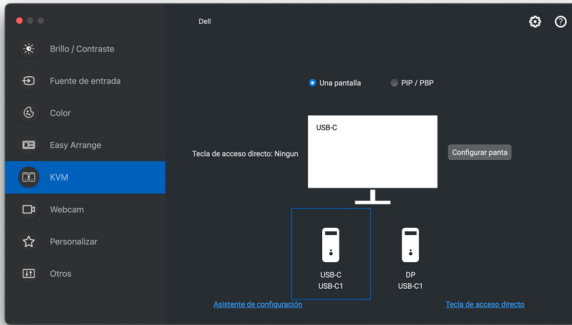 Dell
Brillo / Contraste
Fuente de entrada
Color
Easy Arrange
KVM
Webcam
Personalizar
Otros
Una pantalla
PIP / PBP
USB-C
Tecla de acceso directo: Ningun
Configurar panta
USB-C
USB-C1
DP
USB-C1
Asistente de configuración
Tecla de acceso directo